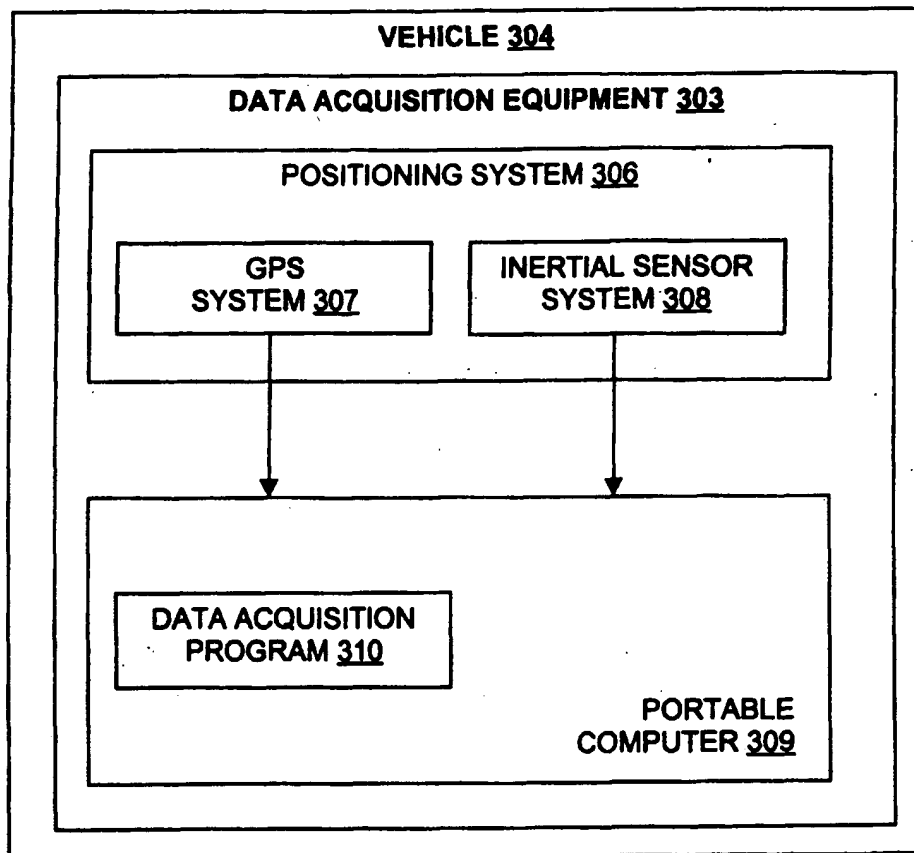 VEHICLE 304
DATA ACQUISITION EQUIPMENT 303
POSITIONING SYSTEM 306
GPS
SYSTEM 307
INERTIAL SENSOR
SYSTEM 308
DATA ACQUISITION
PROGRAM 310
PORTABLE
COMPUTER 309